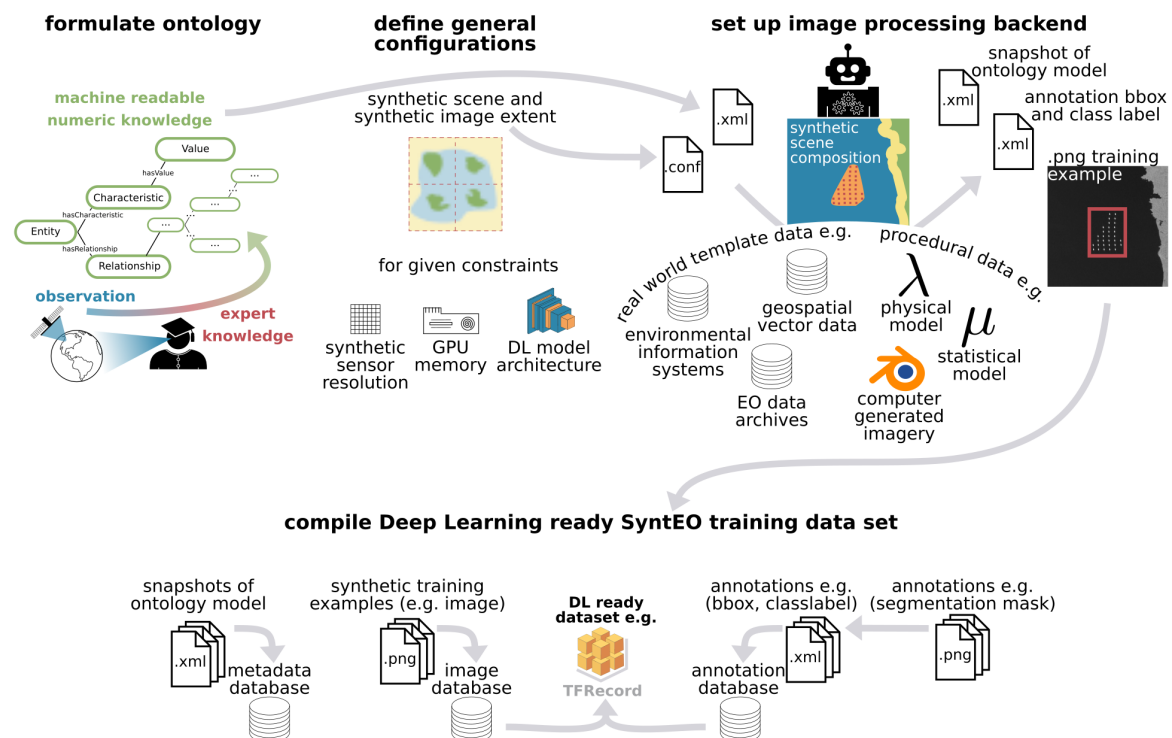 formulate ontology
machine readable
numeric knowledge
Value
hasValue
Characteristic
hasCharacteristic
Entity
hasRelationship
Relationship
...
...
...
...
...
...
observation
expert
knowledge
define general
configurations
synthetic scene and
synthetic image extent
for given constraints
synthetic
sensor
resolution
GPU
memory
DL model
architecture
set up image processing backend
.xml
.conf
synthetic
scene
composition
real world template data e.g.
environmental
information
systems
geospatial
vector data
EO data
archives
procedural data e.g.
λ
physical
model
μ
statistical
model
computer
generated
imagery
snapshot of
ontology model
.xml
annotation bbox
and class label
.xml
.png training
example
compile Deep Learning ready SyntEO training data set
snapshots of
ontology model
.xml
metadata
database
synthetic training
examples (e.g. image)
.png
image
database
DL ready
dataset e.g.
TFRecord
annotations e.g.
(bbox, classlabel)
.xml
annotation
database
annotations e.g.
(segmentation mask)
.png